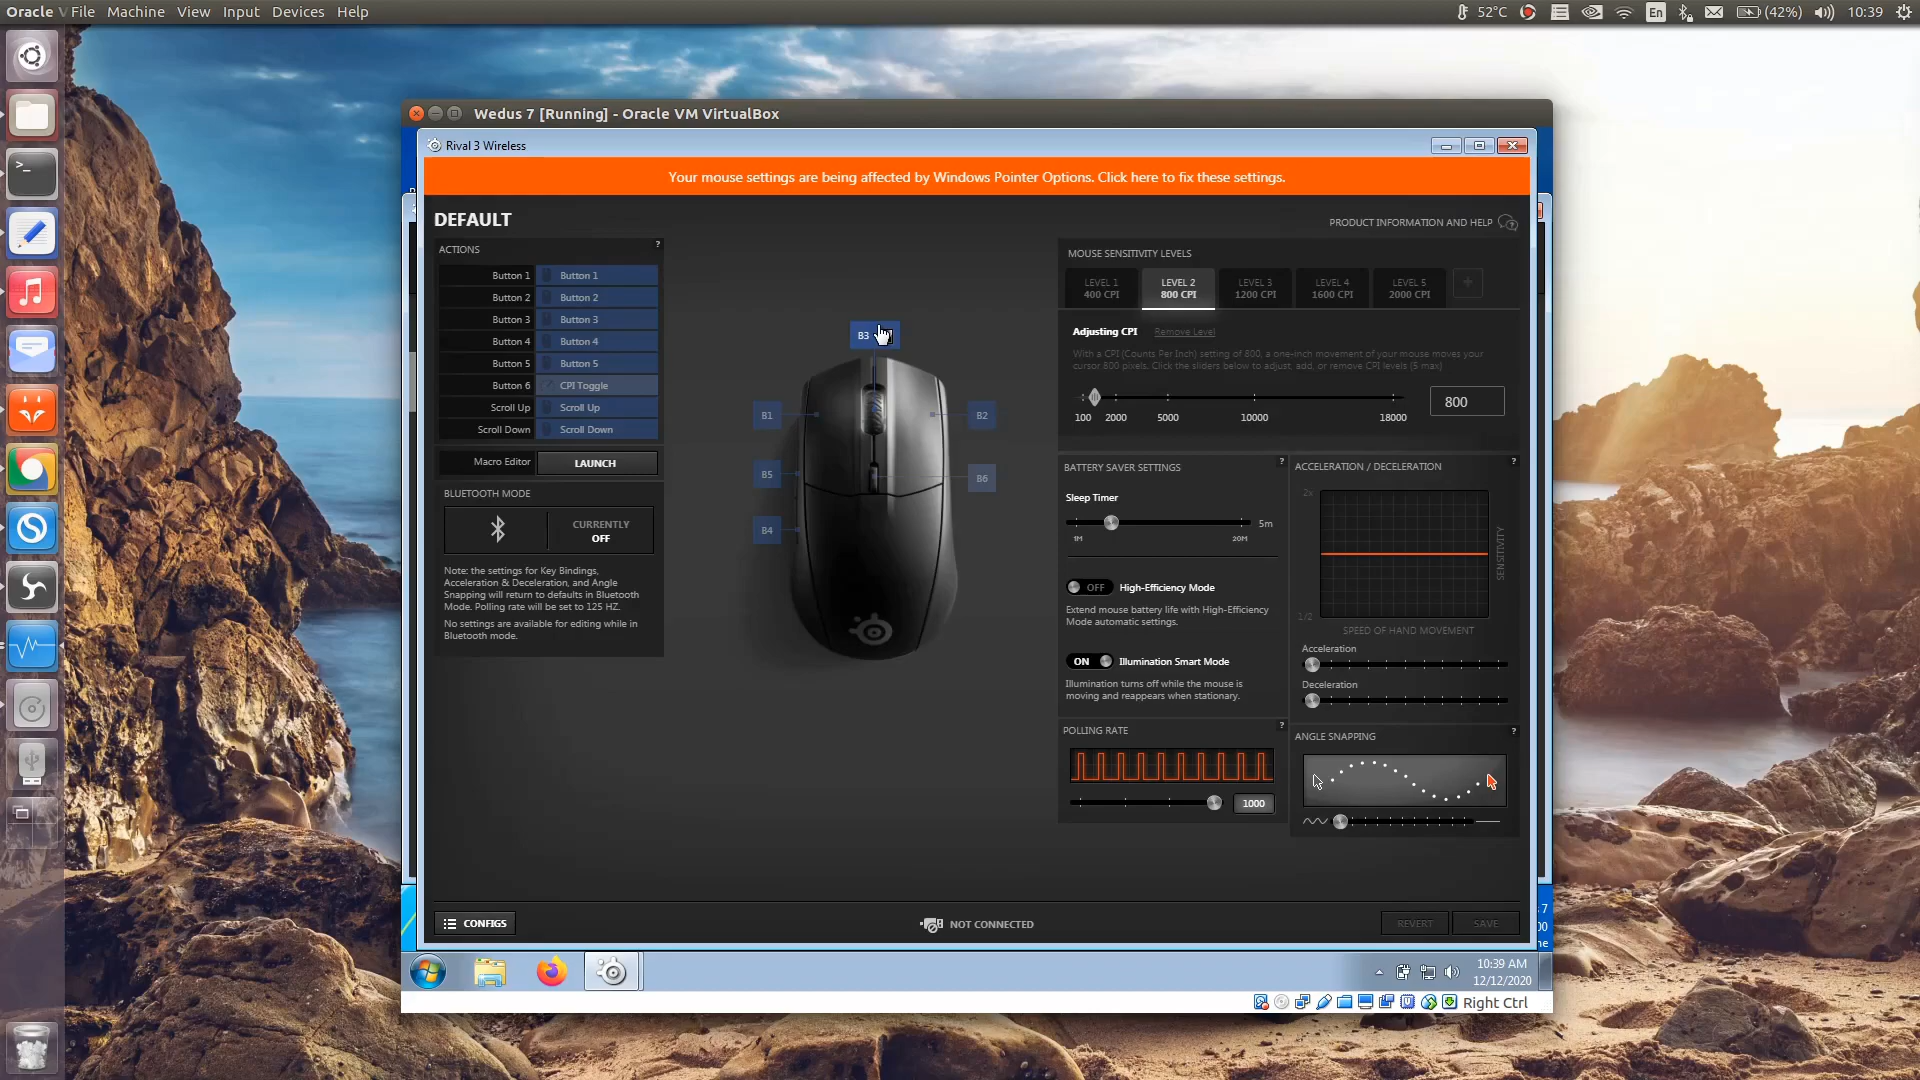 Oracle V File Machine View Input Devices Help
52°C En (42%) 10:39
Wedus 7 [Running] - Oracle VM VirtualBox
Rival 3 Wireless
Your mouse settings are being affected by Windows Pointer Options. Click here to fix these settings.
DEFAULT
PRODUCT INFORMATION AND HELP
ACTIONS ?
Button 1 Button 1
Button 2 Button 2
Button 3 Button 3
Button 4 Button 4
Button 5 Button 5
Button 6 CPI Toggle
Scroll Up Scroll Up
Scroll Down Scroll Down
Macro Editor LAUNCH
BLUETOOTH MODE
CURRENTLY
OFF
Note: the settings for Key Bindings,
Acceleration & Deceleration, and Angle
Snapping will return to defaults in Bluetooth
Mode. Polling rate will be set to 125 HZ.
No settings are available for editing while in
Bluetooth mode.
B3
B1 B2
B5 B6
B4
MOUSE SENSITIVITY LEVELS
LEVEL 1 LEVEL 2 LEVEL 3 LEVEL 4 LEVEL 5 +
400 CPI 800 CPI 1200 CPI 1600 CPI 2000 CPI
Adjusting CPI Remove Level
With a CPI (Counts Per Inch) setting of 800, a one-inch movement of your mouse moves your
cursor 800 pixels. Click the sliders below to adjust, add, or remove CPI levels (5 max)
800
100 2000 5000 10000 18000
BATTERY SAVER SETTINGS ?
Sleep Timer
5m
1M 20M
OFF High-Efficiency Mode
Extend mouse battery life with High-Efficiency
Mode automatic settings.
ON Illumination Smart Mode
Illumination turns off while the mouse is
moving and reappears when stationary.
POLLING RATE ?
1000
ACCELERATION / DECELERATION ?
2x
SENSITIVITY
1/2
SPEED OF HAND MOVEMENT
Acceleration
Deceleration
ANGLE SNAPPING ?
CONFIGS
NOT CONNECTED
REVERT SAVE
10:39 AM
12/12/2020
Right Ctrl